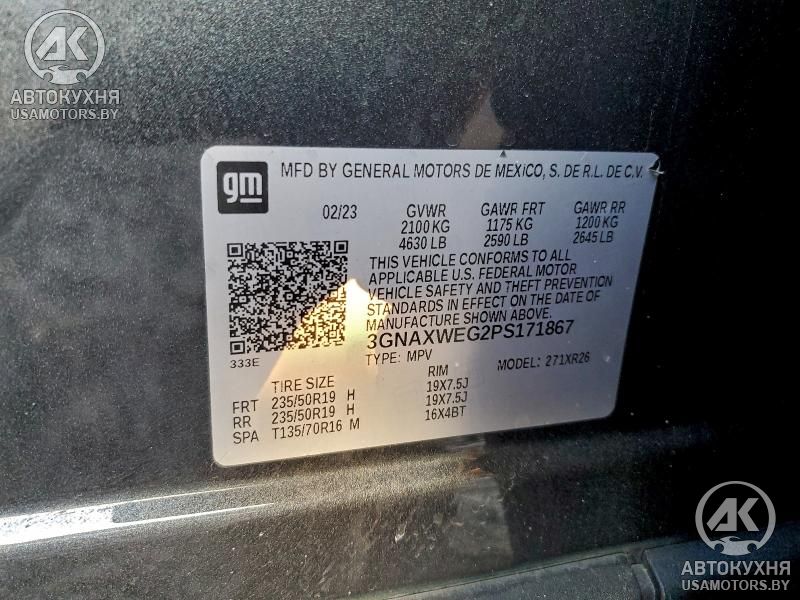 AK
АВТОКУХНЯ
USAMOTORS.BY
gm
MFD BY GENERAL MOTORS DE MEXICO, S. DE R.L. DE C.V.
02/23 GVWR GAWR FRT GAWR RR
2100 KG 1175 KG 1200 KG
4630 LB 2590 LB 2645 LB
THIS VEHICLE CONFORMS TO ALL
APPLICABLE U.S. FEDERAL MOTOR
VEHICLE SAFETY AND THEFT PREVENTION
STANDARDS IN EFFECT ON THE DATE OF
MANUFACTURE SHOWN ABOVE.
333E
3GNAXWEG2PS171867
TYPE: MPV MODEL: 271XR26
TIRE SIZE RIM
FRT 235/50R19 H 19X7.5J
RR 235/50R19 H 19X7.5J
SPA T135/70R16 M 16X4BT
AK
АВТОКУХНЯ
USAMOTORS.BY